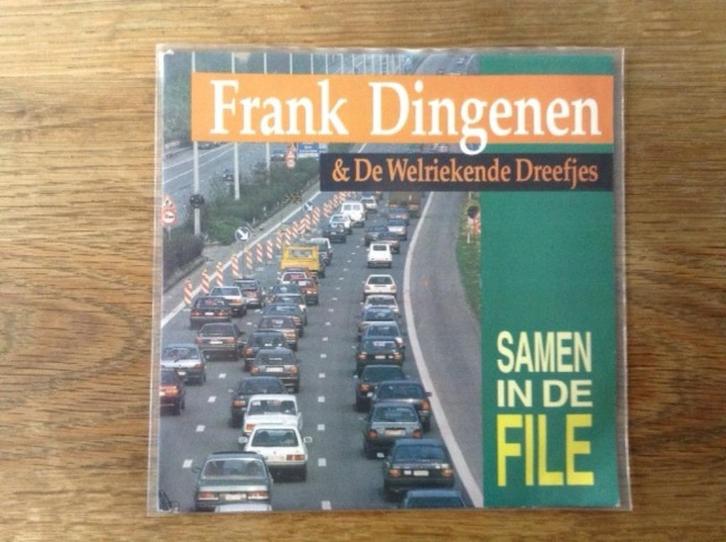 Frank Dingenen
& De Welriekende Dreefjes
SAMEN
IN DE
FILE